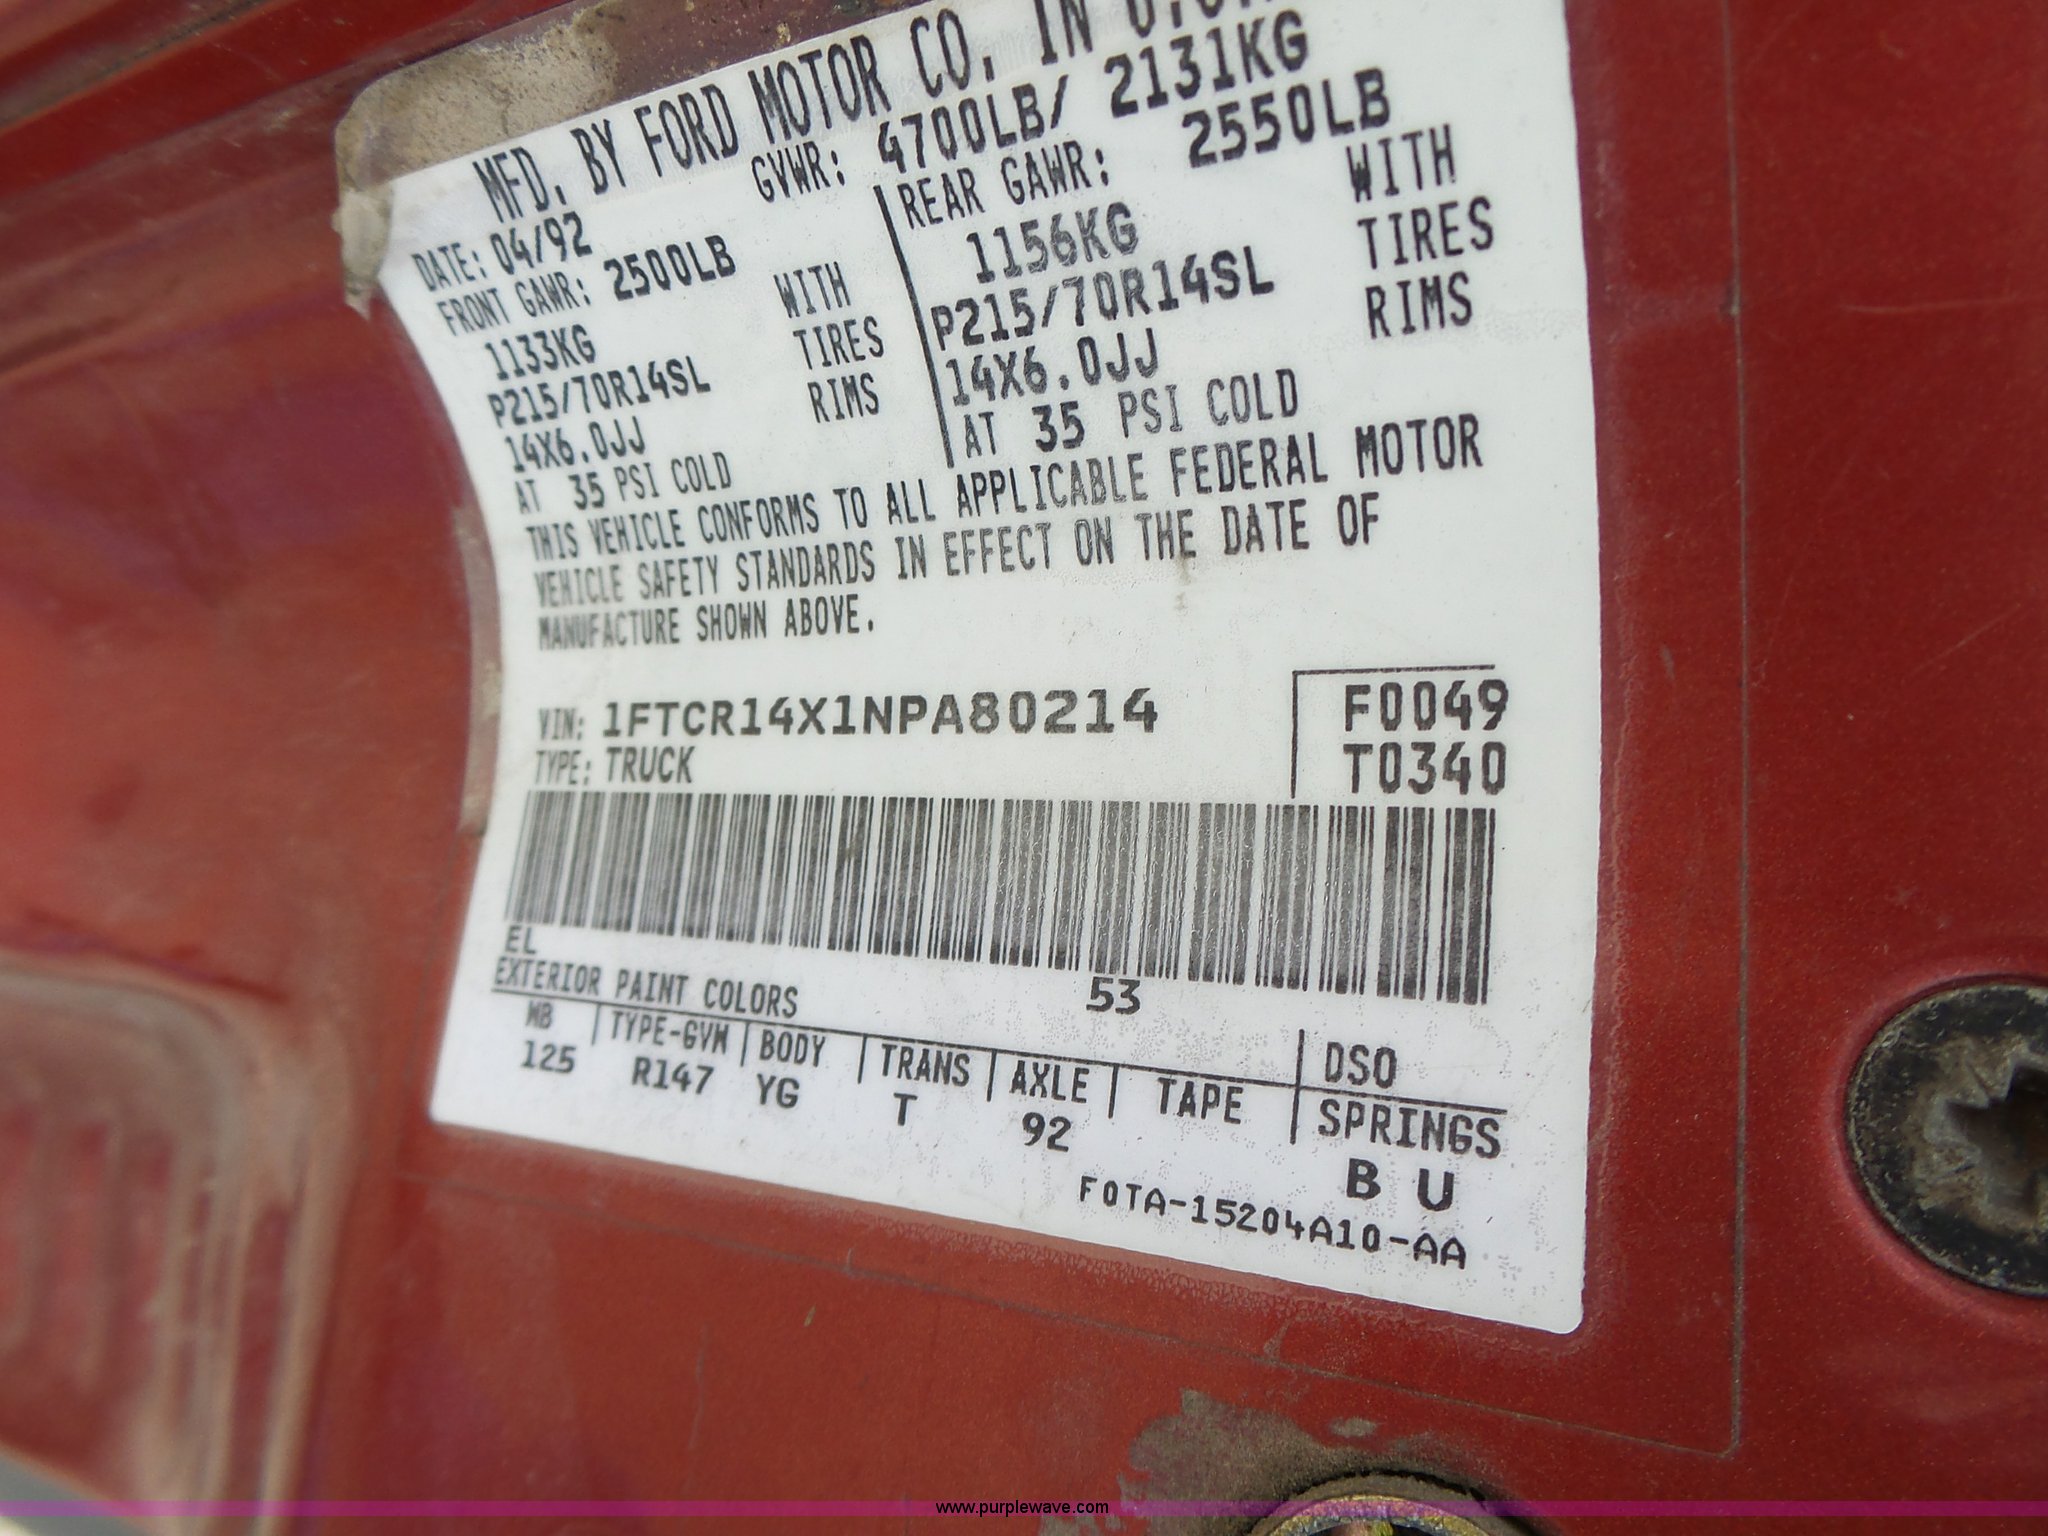 MFD. BY FORD MOTOR CO. IN U.S.A.
DATE: 04/92 GVWR: 4700LB/ 2131KG
FRONT GAWR: 2500LB REAR GAWR: 2550LB
1133KG WITH 1156KG WITH
P215/70R14SL TIRES P215/70R14SL TIRES
14X6.0JJ RIMS 14X6.0JJ RIMS
AT 35 PSI COLD AT 35 PSI COLD
THIS VEHICLE CONFORMS TO ALL APPLICABLE FEDERAL MOTOR
VEHICLE SAFETY STANDARDS IN EFFECT ON THE DATE OF
MANUFACTURE SHOWN ABOVE.
VIN: 1FTCR14X1NPA80214 F0049
TYPE: TRUCK T0340
EL 53
EXTERIOR PAINT COLORS DSO
WB TYPE-GVM BODY TRANS AXLE TAPE SPRINGS
125 R147 YG T 92 B U
F0TA-15204A10-AA
www.purplewave.com